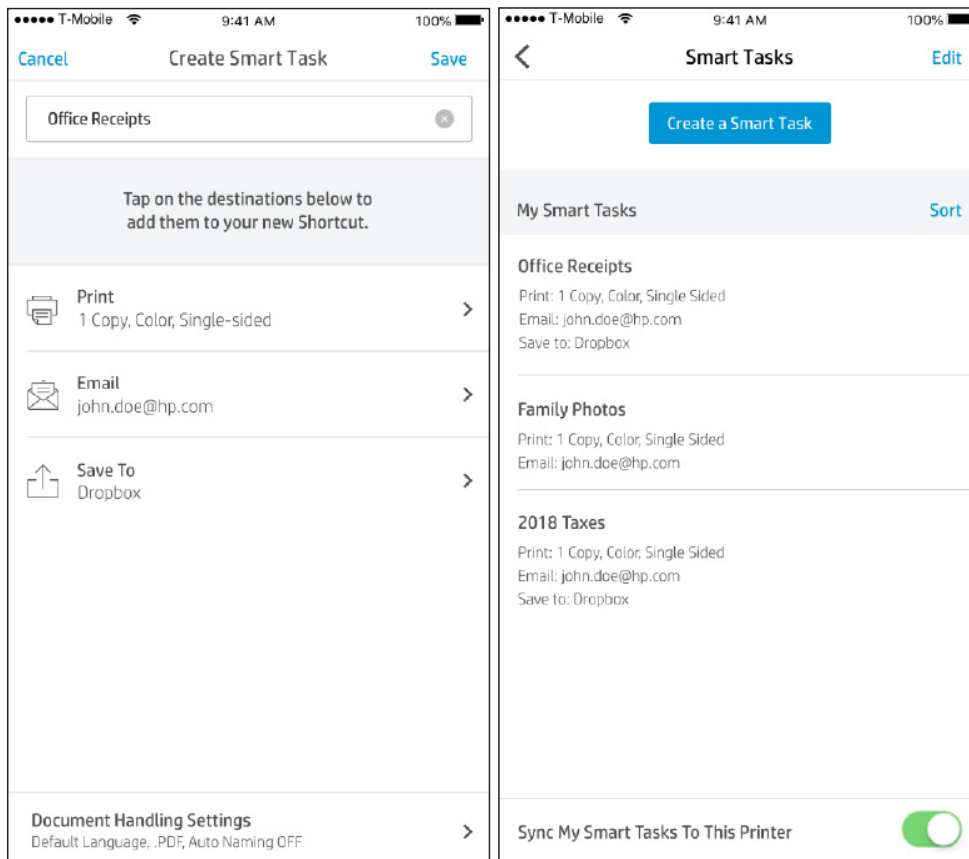 T-Mobile 9:41 AM 100%
Cancel Create Smart Task Save
Office Receipts
Tap on the destinations below to
add them to your new Shortcut.
Print
1 Copy, Color, Single-sided
Email
john.doe@hp.com
Save To
Dropbox
Document Handling Settings
Default Language, .PDF, Auto Naming OFF
T-Mobile 9:41 AM 100%
Smart Tasks Edit
Create a Smart Task
My Smart Tasks Sort
Office Receipts
Print: 1 Copy, Color, Single Sided
Email: john.doe@hp.com
Save to: Dropbox
Family Photos
Print: 1 Copy, Color, Single Sided
Email: john.doe@hp.com
2018 Taxes
Print: 1 Copy, Color, Single Sided
Email: john.doe@hp.com
Save to: Dropbox
Sync My Smart Tasks To This Printer